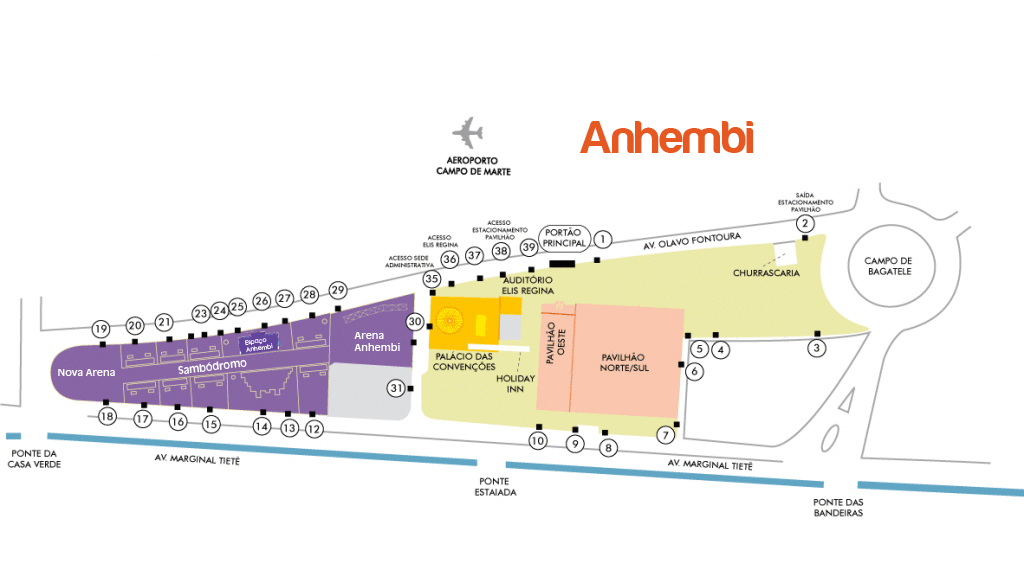 Anhembi
AEROPORTO
CAMPO DE MARTE
SAÍDA
ESTACIONAMENTO
PAVILHÃO
2
ACESSO
ESTACIONAMENTO
PAVILHÃO
ACESSO
ELIS REGINA
ACESSO SEDE
ADMINISTRATIVA
35
36
37
38
39
PORTÃO
PRINCIPAL
1
AV. OLAVO FONTOURA
CAMPO DE
BAGATELE
CHURRASCARIA
AUDITÓRIO
ELIS REGINA
19
20
21
23
24
25
26
27
28
29
30
31
Espaço
Anhembi
Arena
Anhembi
Nova Arena
Sambódromo
PALÁCIO DAS
CONVENÇÕES
HOLIDAY
INN
PAVILHÃO
OESTE
PAVILHÃO
NORTE/SUL
5
4
3
6
7
8
9
10
12
13
14
15
16
17
18
PONTE DA
CASA VERDE
AV. MARGINAL TIETÊ
PONTE
ESTAIADA
AV. MARGINAL TIETÊ
PONTE DAS
BANDEIRAS